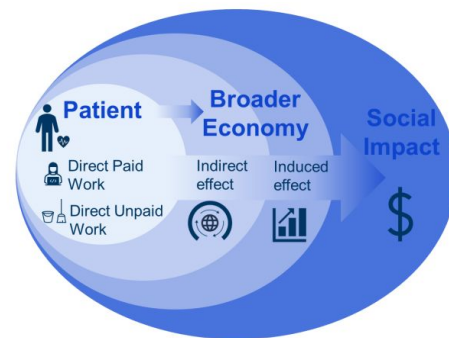 Patient
Broader
Economy
Social
Impact
Direct Paid
Work
Direct Unpaid
Work
Indirect
effect
Induced
effect
$